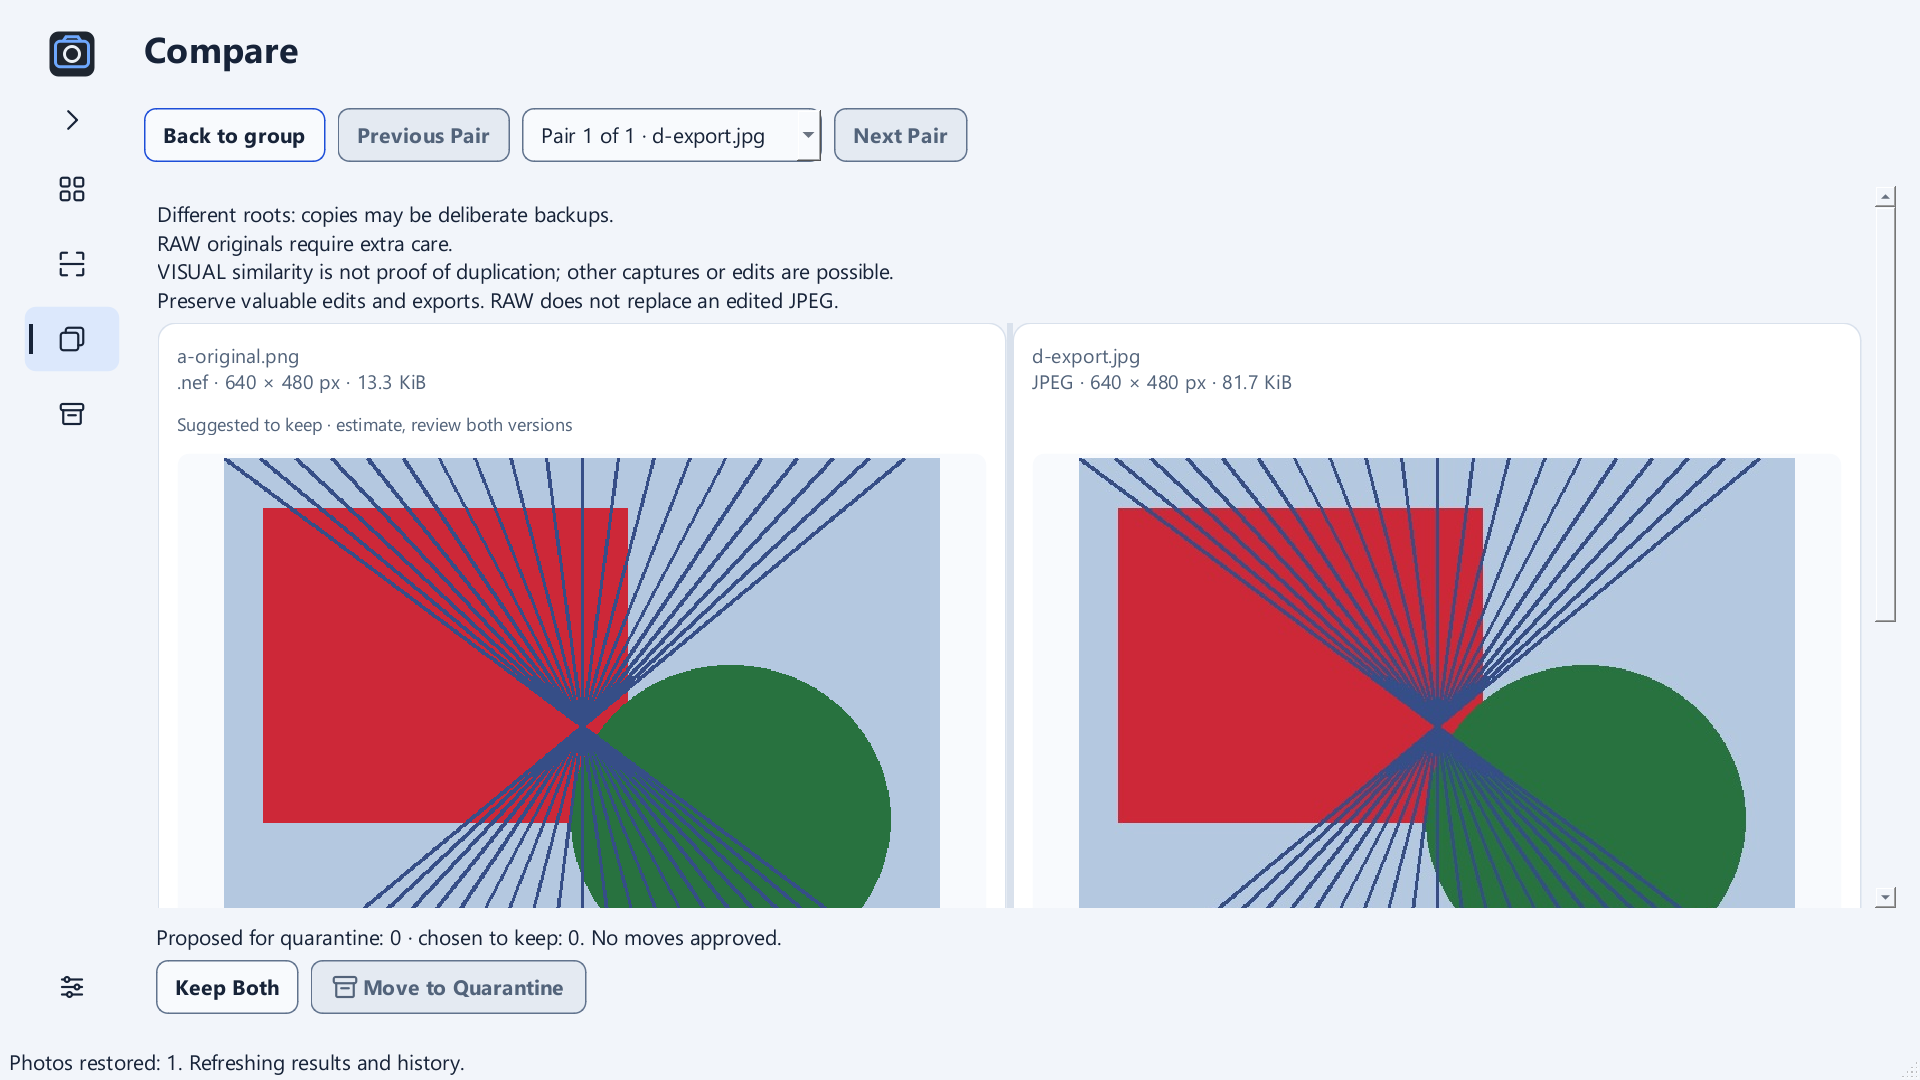 Compare
Back to group
Previous Pair
Pair 1 of 1 · d-export.jpg
Next Pair
Different roots: copies may be deliberate backups.
RAW originals require extra care.
VISUAL similarity is not proof of duplication; other captures or edits are possible.
Preserve valuable edits and exports. RAW does not replace an edited JPEG.
a-original.png
.nef · 640 × 480 px · 13.3 KiB
Suggested to keep · estimate, review both versions
d-export.jpg
JPEG · 640 × 480 px · 81.7 KiB
Proposed for quarantine: 0 · chosen to keep: 0. No moves approved.
Keep Both
Move to Quarantine
Photos restored: 1. Refreshing results and history.